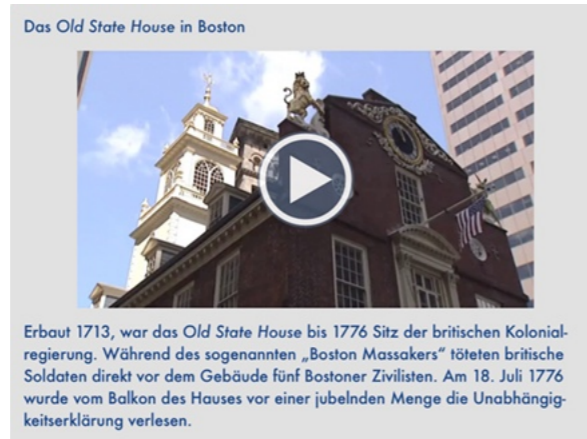 Das Old State House in Boston
Erbaut 1713, war das Old State House bis 1776 Sitz der britischen Kolonial-
regierung. Während des sogenannten „Boston Massakers“ töteten britische
Soldaten direkt vor dem Gebäude fünf Bostoner Zivilisten. Am 18. Juli 1776
wurde vom Balkon des Hauses vor einer jubelnden Menge die Unabhängig-
keitserklärung verlesen.